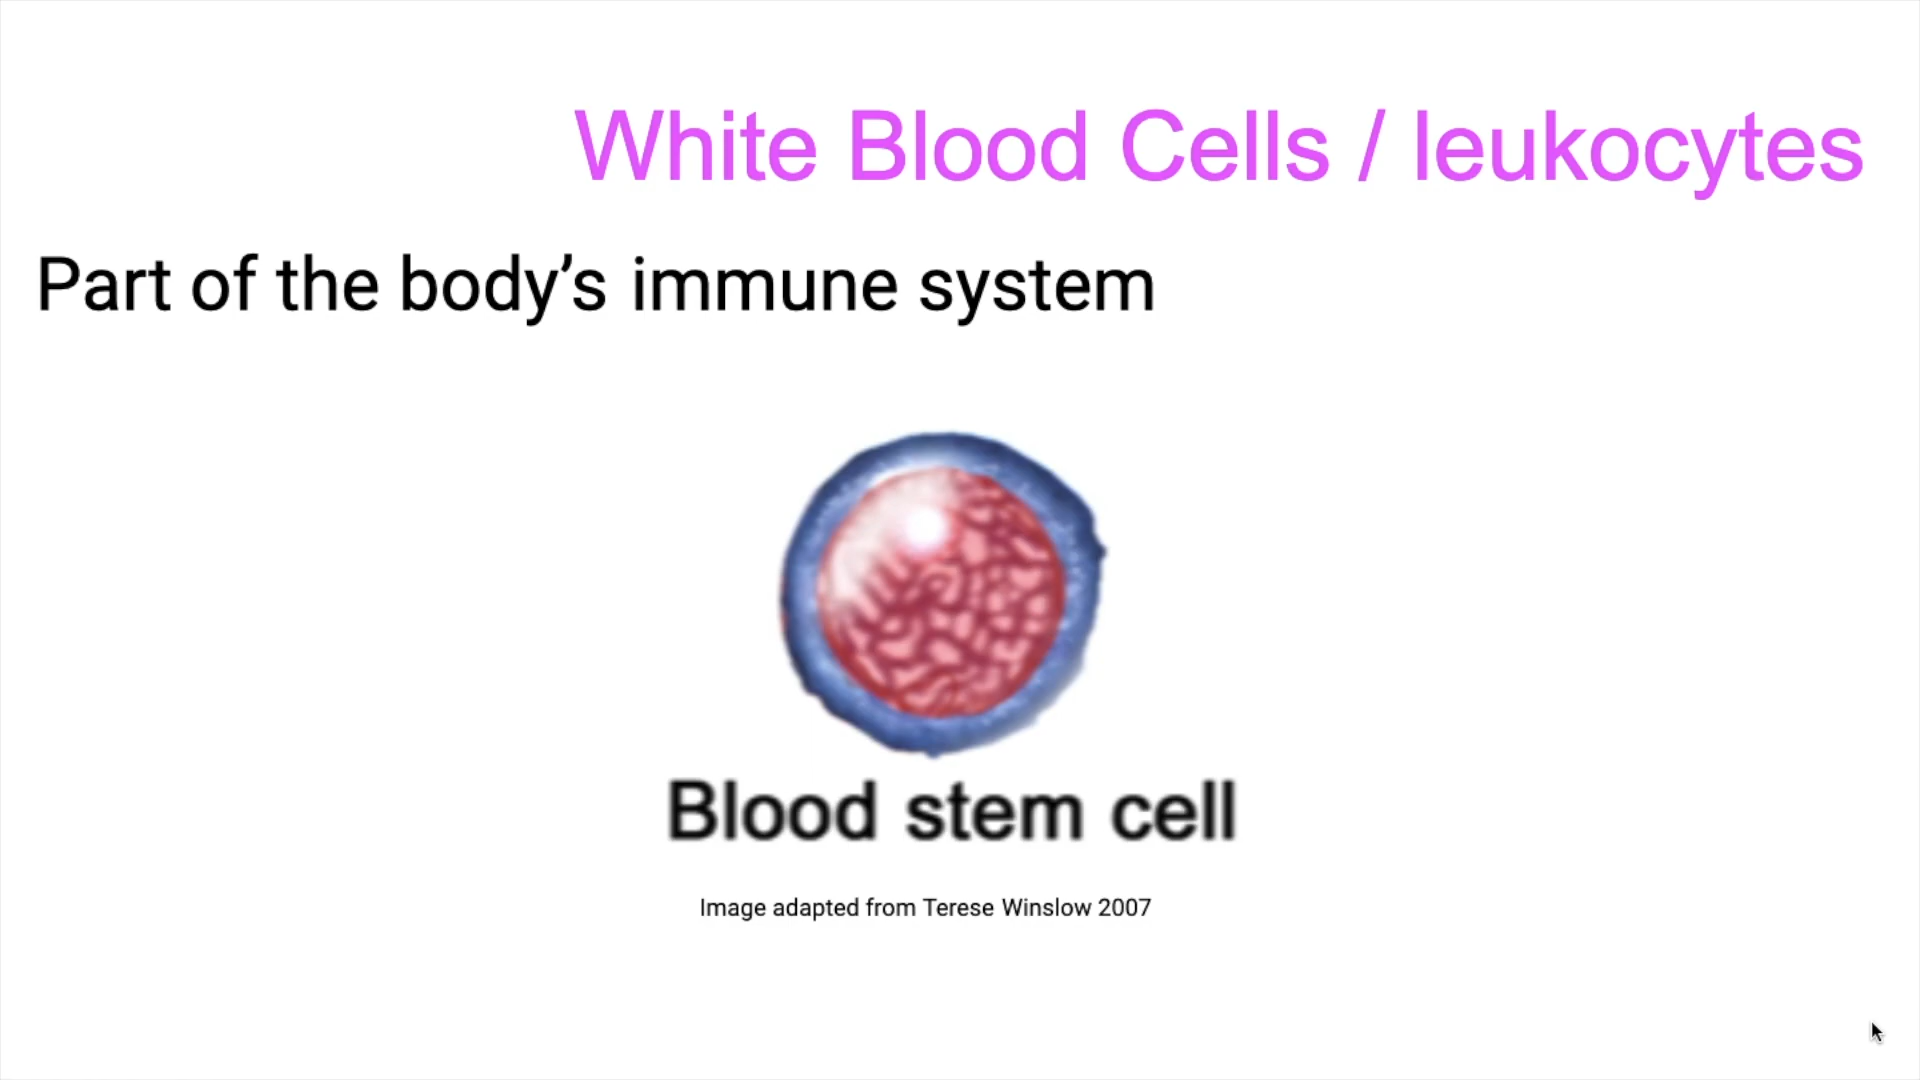 White Blood Cells / leukocytes
Part of the body’s immune system
Blood stem cell
Image adapted from Terese Winslow 2007